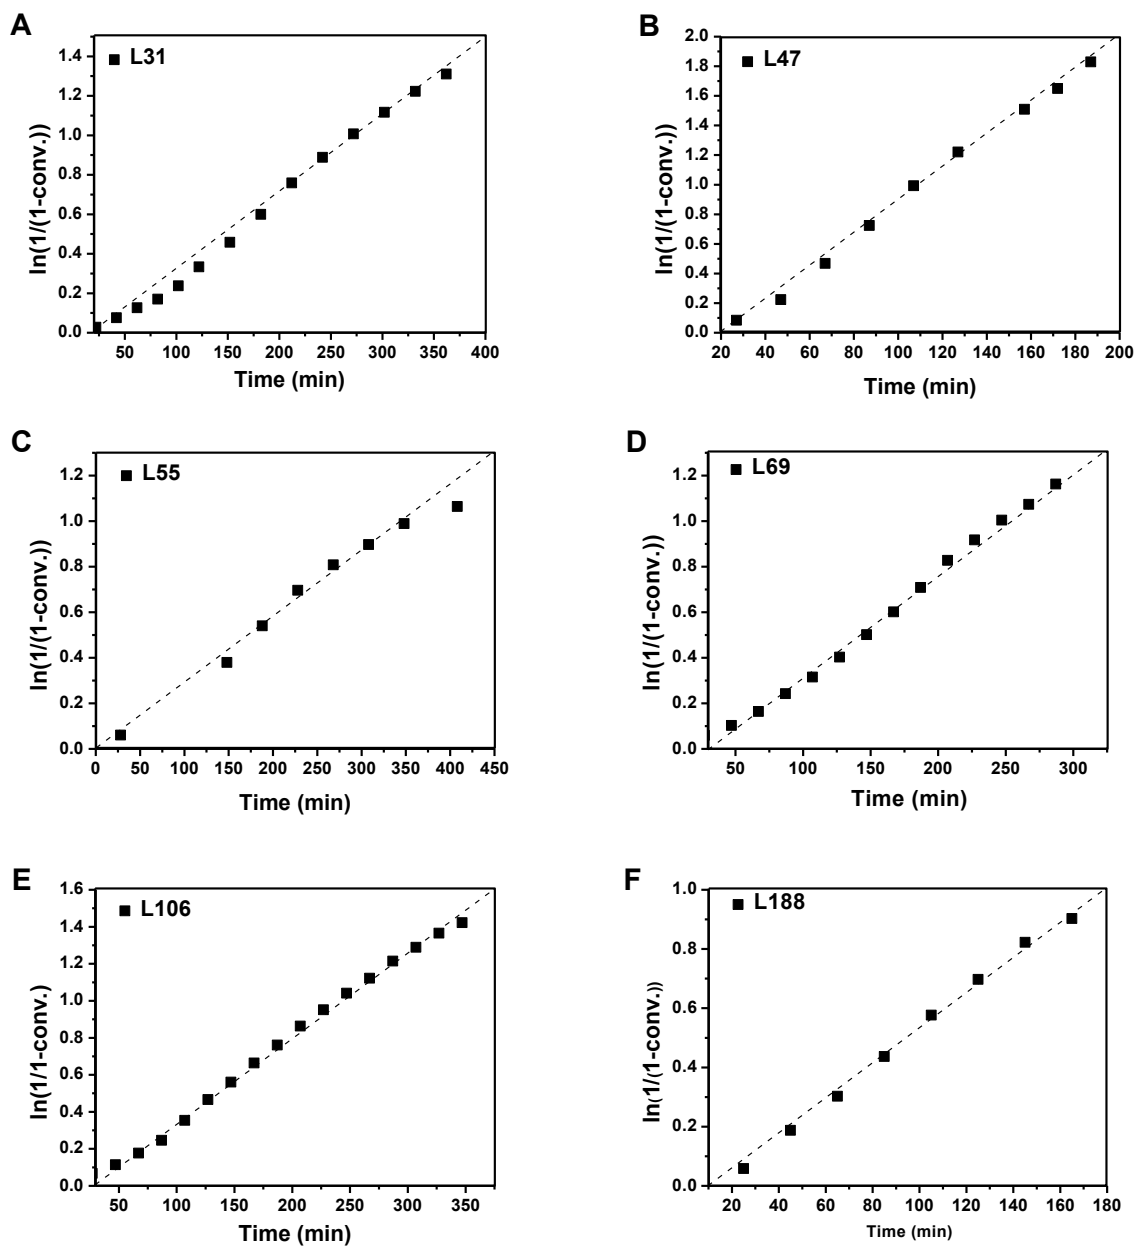 A
L31
ln(1/(1-conv.))
1.4
1.2
1.0
0.8
0.6
0.4
0.2
0.0
50 100 150 200 250 300 350 400
Time (min)
B
L47
ln(1/(1-conv.))
2.0
1.8
1.6
1.4
1.2
1.0
0.8
0.6
0.4
0.2
0.0
20 40 60 80 100 120 140 160 180 200
Time (min)
C
L55
ln(1/(1-conv.))
1.2
1.0
0.8
0.6
0.4
0.2
0.0
0 50 100 150 200 250 300 350 400 450
Time (min)
D
L69
ln(1/(1-conv.))
1.2
1.0
0.8
0.6
0.4
0.2
0.0
50 100 150 200 250 300
Time (min)
E
L106
ln(1/1-conv.)
1.6
1.4
1.2
1.0
0.8
0.6
0.4
0.2
0.0
50 100 150 200 250 300 350
Time (min)
F
L188
ln(1/(1-conv.))
1.0
0.8
0.6
0.4
0.2
0.0
20 40 60 80 100 120 140 160 180
Time (min)